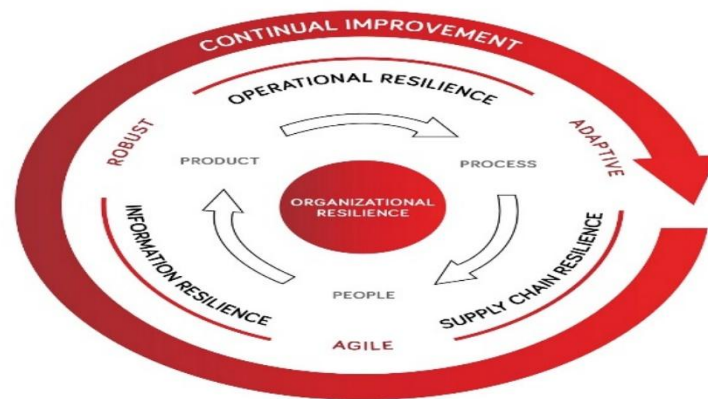 CONTINUAL IMPROVEMENT
OPERATIONAL RESILIENCE
ROBUST
ADAPTIVE
PRODUCT
PROCESS
ORGANIZATIONAL
RESILIENCE
INFORMATION RESILIENCE
SUPPLY CHAIN RESILIENCE
PEOPLE
AGILE